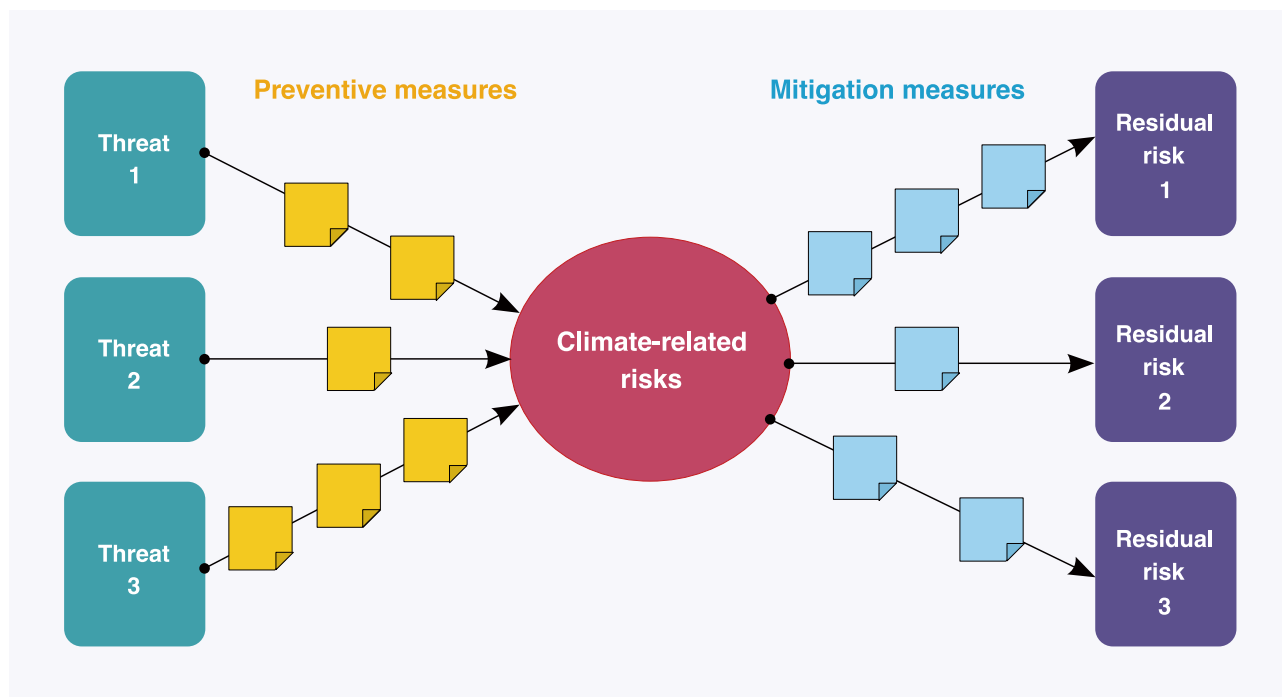 Preventive measures
Mitigation measures
Threat
1
Threat
2
Threat
3
Climate-related
risks
Residual
risk
1
Residual
risk
2
Residual
risk
3